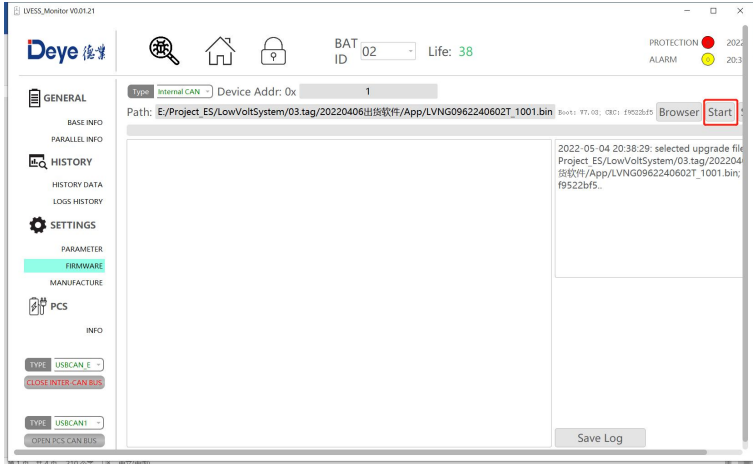 LVESS_Monitor V0.01.21
Deye 德業
BAT ID 02 Life: 38
PROTECTION 2022
ALARM 20:3
GENERAL
BASE INFO
PARALLEL INFO
HISTORY
HISTORY DATA
LOGS HISTORY
SETTINGS
PARAMETER
FIRMWARE
MANUFACTURE
PCS
INFO
TYPE USBCAN_E
CLOSE INTER-CAN BUS
TYPE USBCAN1
OPEN PCS CAN BUS
Type Internal CAN Device Addr: 0x 1
Path: E:/Project_ES/LowVoltSystem/03.tag/20220406出货软件/App/LVNG0962240602T_1001.bin Boot: V7.0S; CRC: f9522bf5 Browser Start S
2022-05-04 20:38:29: selected upgrade file
Project_ES/LowVoltSystem/03.tag/202204
货软件/App/LVNG0962240602T_1001.bin;
f9522bf5..
Save Log